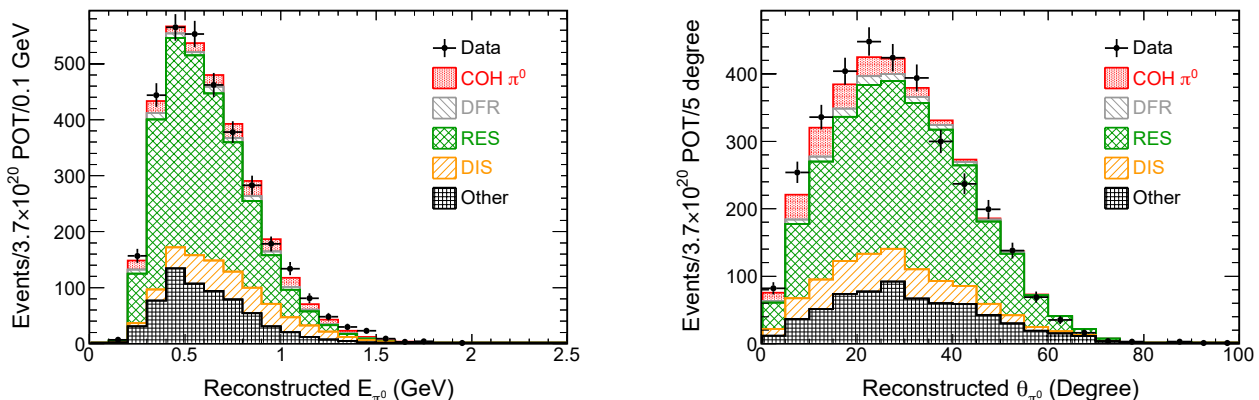 Events/3.7×10²⁰ POT/0.1 GeV
500
400
300
200
100
0
0 0.5 1 1.5 2 2.5
Reconstructed E_π⁰ (GeV)
Data
COH π⁰
DFR
RES
DIS
Other
Events/3.7×10²⁰ POT/5 degree
400
300
200
100
0
0 20 40 60 80 100
Reconstructed θ_π⁰ (Degree)
Data
COH π⁰
DFR
RES
DIS
Other